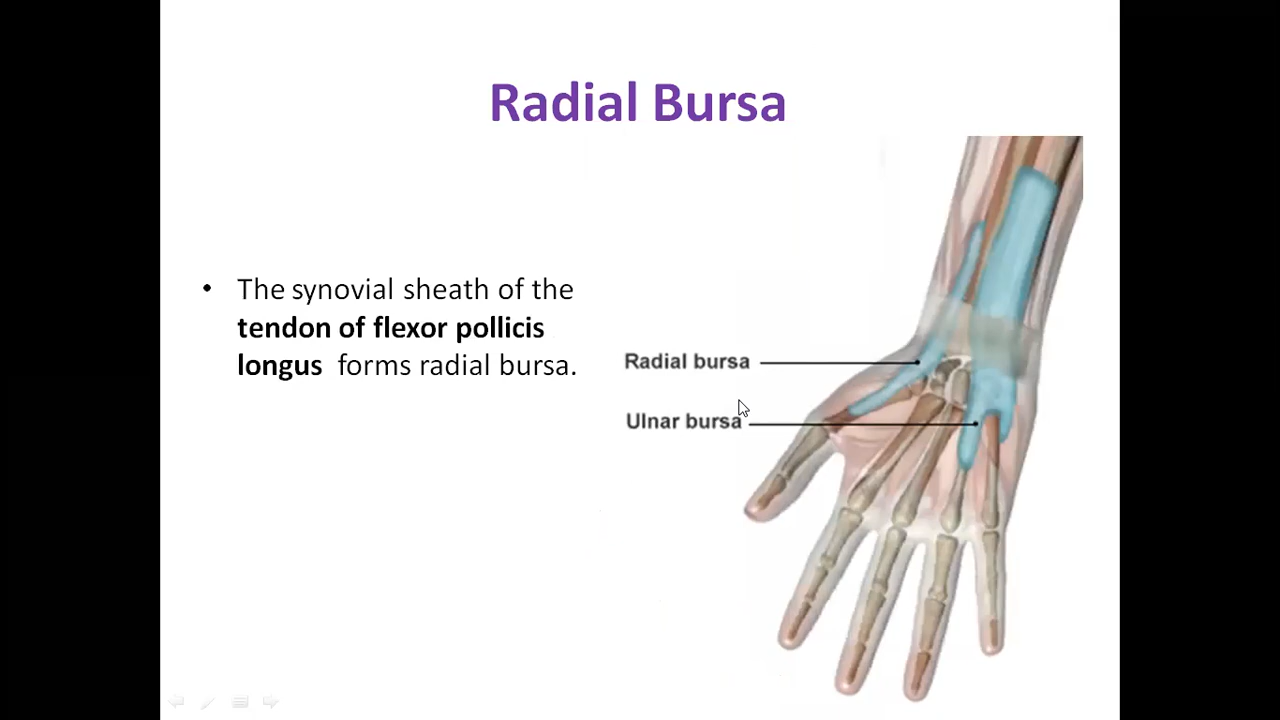 Radial Bursa
• The synovial sheath of the
tendon of flexor pollicis
longus forms radial bursa.
Radial bursa
Ulnar bursa